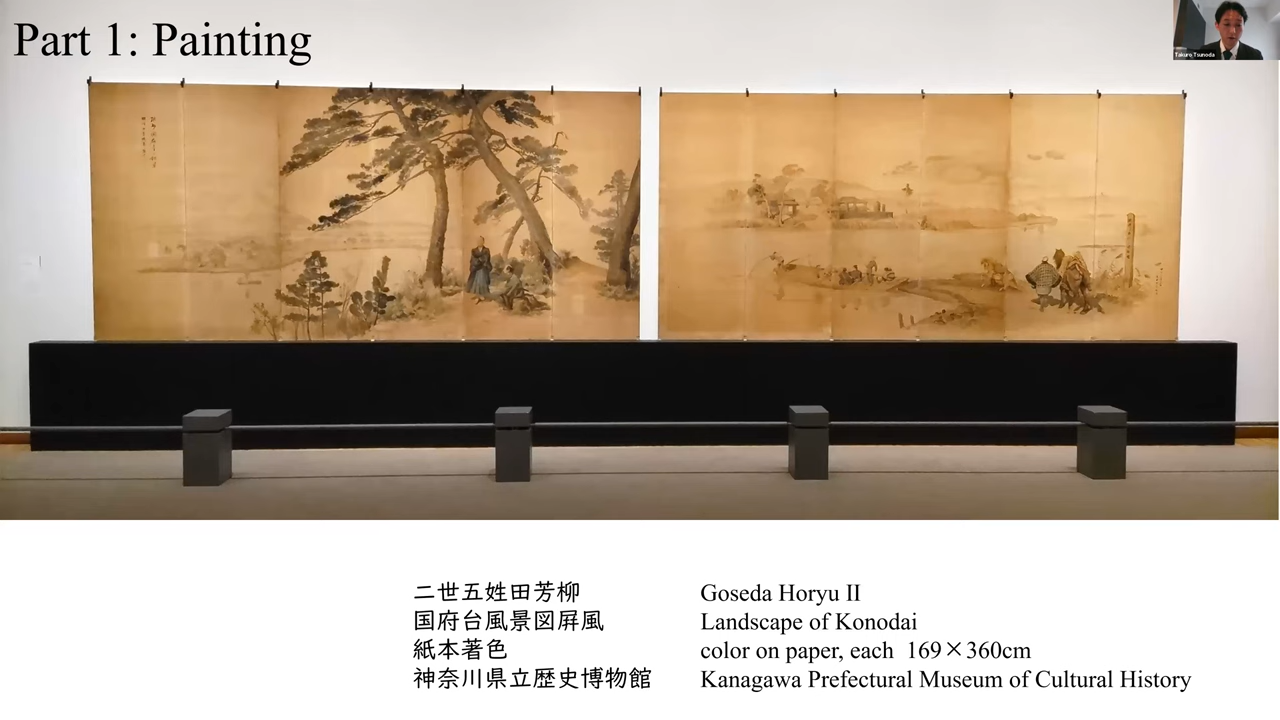 Part 1: Painting
Takuro Tsunoda
二世五姓田芳柳
国府台風景図屛風
紙本著色
神奈川県立歴史博物館
Goseda Horyu II
Landscape of Konodai
color on paper, each 169×360cm
Kanagawa Prefectural Museum of Cultural History